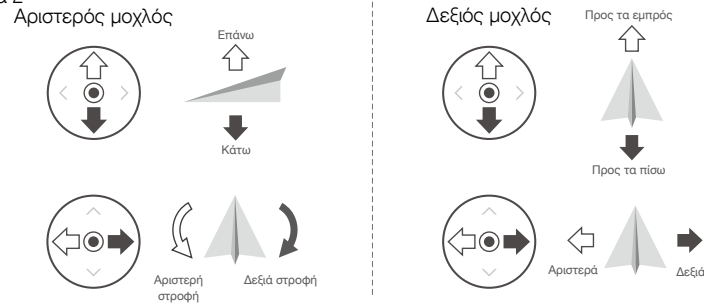 Αριστερός μοχλός
Επάνω
Κάτω
Αριστερή
στροφή
Δεξιά στροφή
Δεξιός μοχλός
Προς τα εμπρός
Προς τα πίσω
Αριστερά
Δεξιά